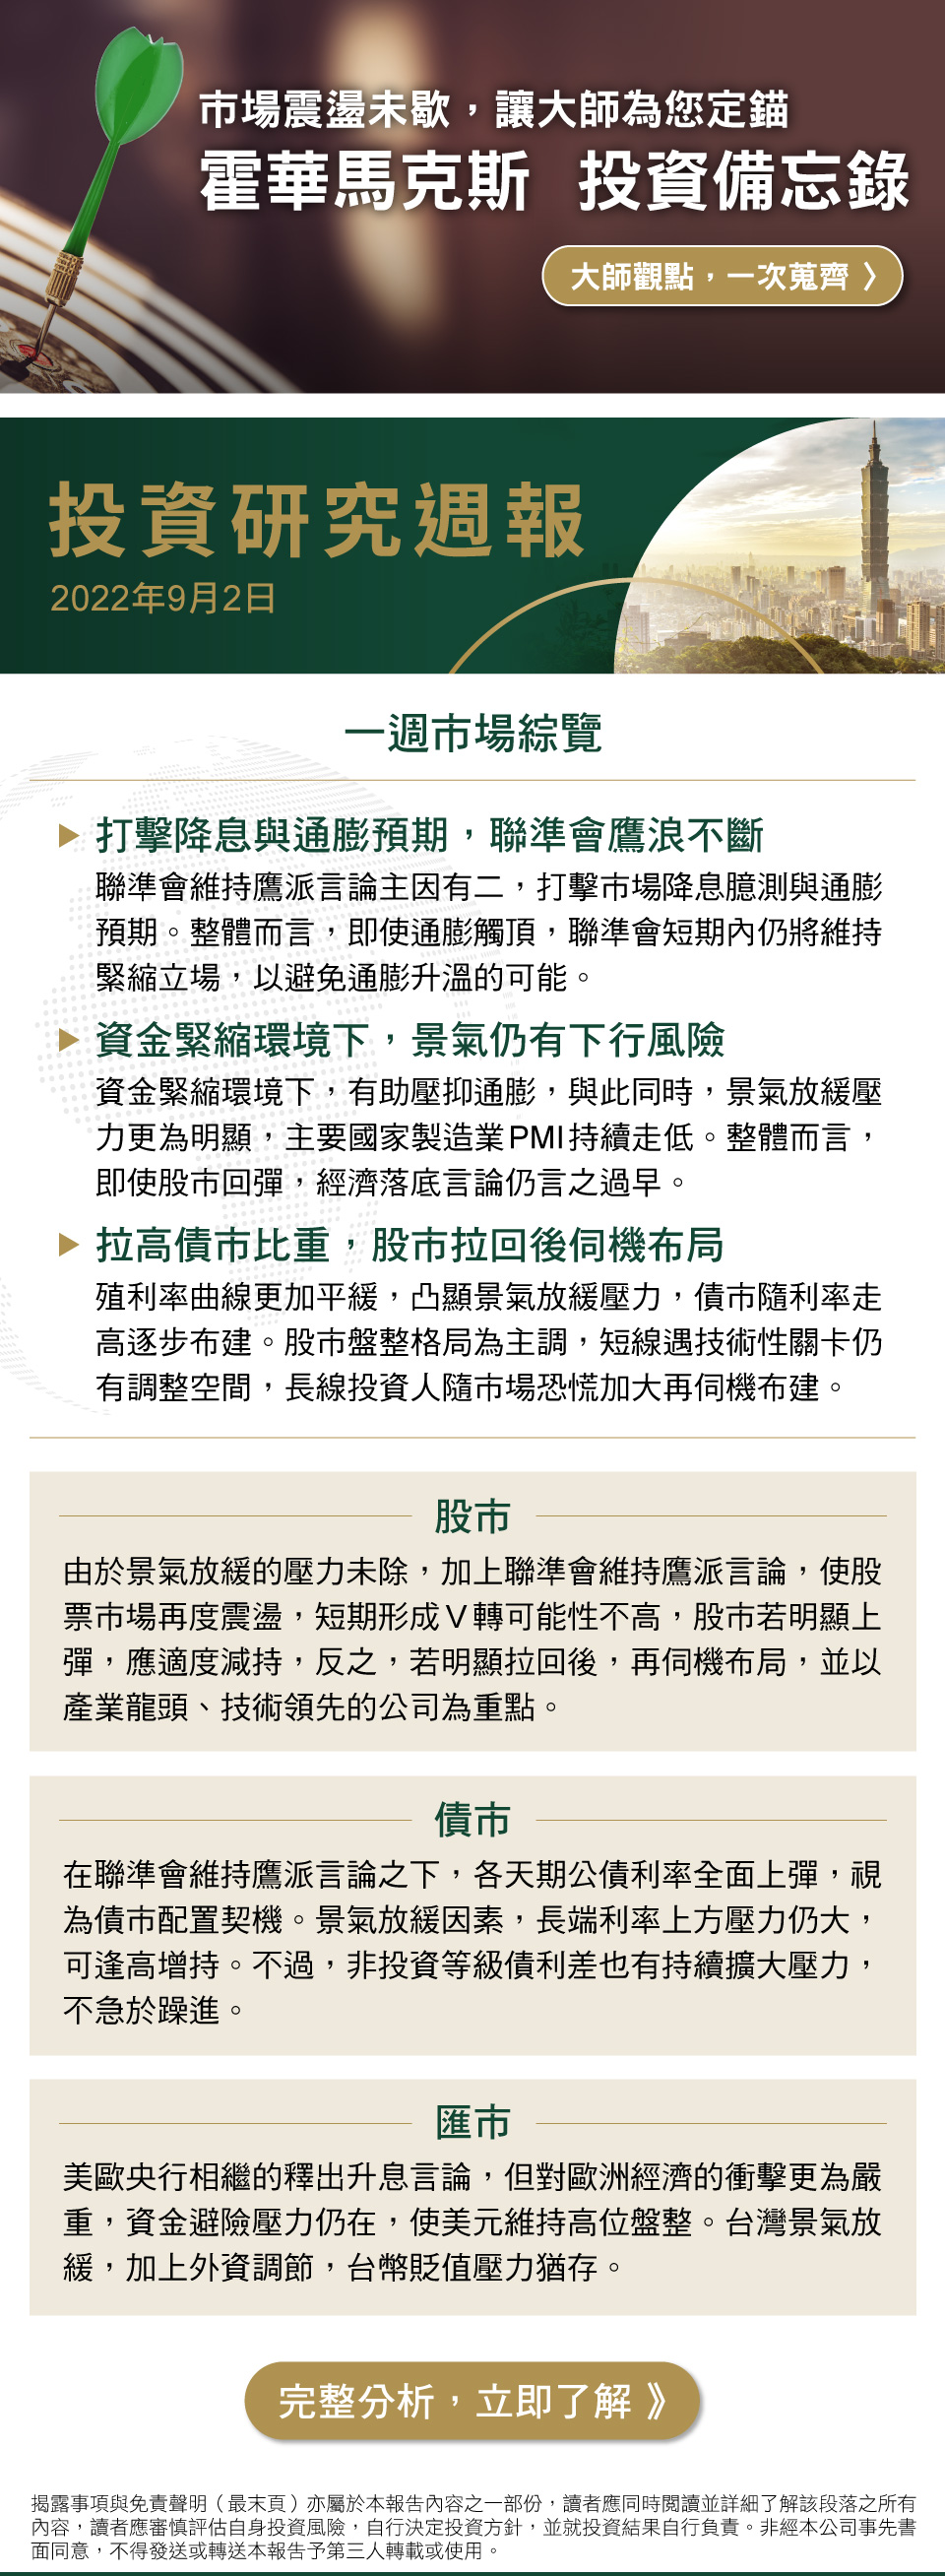 市場震盪未歇，讓大師為您定錨
霍華馬克斯 投資備忘錄
大師觀點，一次蒐齊 〉
投資研究週報
2022年9月2日
一週市場綜覽
▶ 打擊降息與通膨預期，聯準會鷹浪不斷
聯準會維持鷹派言論主因有二，打擊市場降息臆測與通膨
預期。整體而言，即使通膨觸頂，聯準會短期內仍將維持
緊縮立場，以避免通膨升溫的可能。
▶ 資金緊縮環境下，景氣仍有下行風險
資金緊縮環境下，有助壓抑通膨，與此同時，景氣放緩壓
力更為明顯，主要國家製造業PMI持續走低。整體而言，
即使股市回彈，經濟落底言論仍言之過早。
▶ 拉高債市比重，股市拉回後伺機布局
殖利率曲線更加平緩，凸顯景氣放緩壓力，債市隨利率走
高逐步布建。股市盤整格局為主調，短線遇技術性關卡仍
有調整空間，長線投資人隨市場恐慌加大再伺機布建。
股市
由於景氣放緩的壓力未除，加上聯準會維持鷹派言論，使股
票市場再度震盪，短期形成V轉可能性不高，股市若明顯上
彈，應適度減持，反之，若明顯拉回後，再伺機布局，並以
產業龍頭、技術領先的公司為重點。
債市
在聯準會維持鷹派言論之下，各天期公債利率全面上彈，視
為債市配置契機。景氣放緩因素，長端利率上方壓力仍大，
可逢高增持。不過，非投資等級債利差也有持續擴大壓力，
不急於躁進。
匯市
美歐央行相繼的釋出升息言論，但對歐洲經濟的衝擊更為嚴
重，資金避險壓力仍在，使美元維持高位盤整。台灣景氣放
緩，加上外資調節，台幣貶值壓力猶存。
完整分析，立即了解 》
揭露事項與免責聲明（最末頁）亦屬於本報告內容之一部份，讀者應同時閱讀並詳細了解該段落之所有
內容，讀者應審慎評估自身投資風險，自行決定投資方針，並就投資結果自行負責。非經本公司事先書
面同意，不得發送或轉送本報告予第三人轉載或使用。